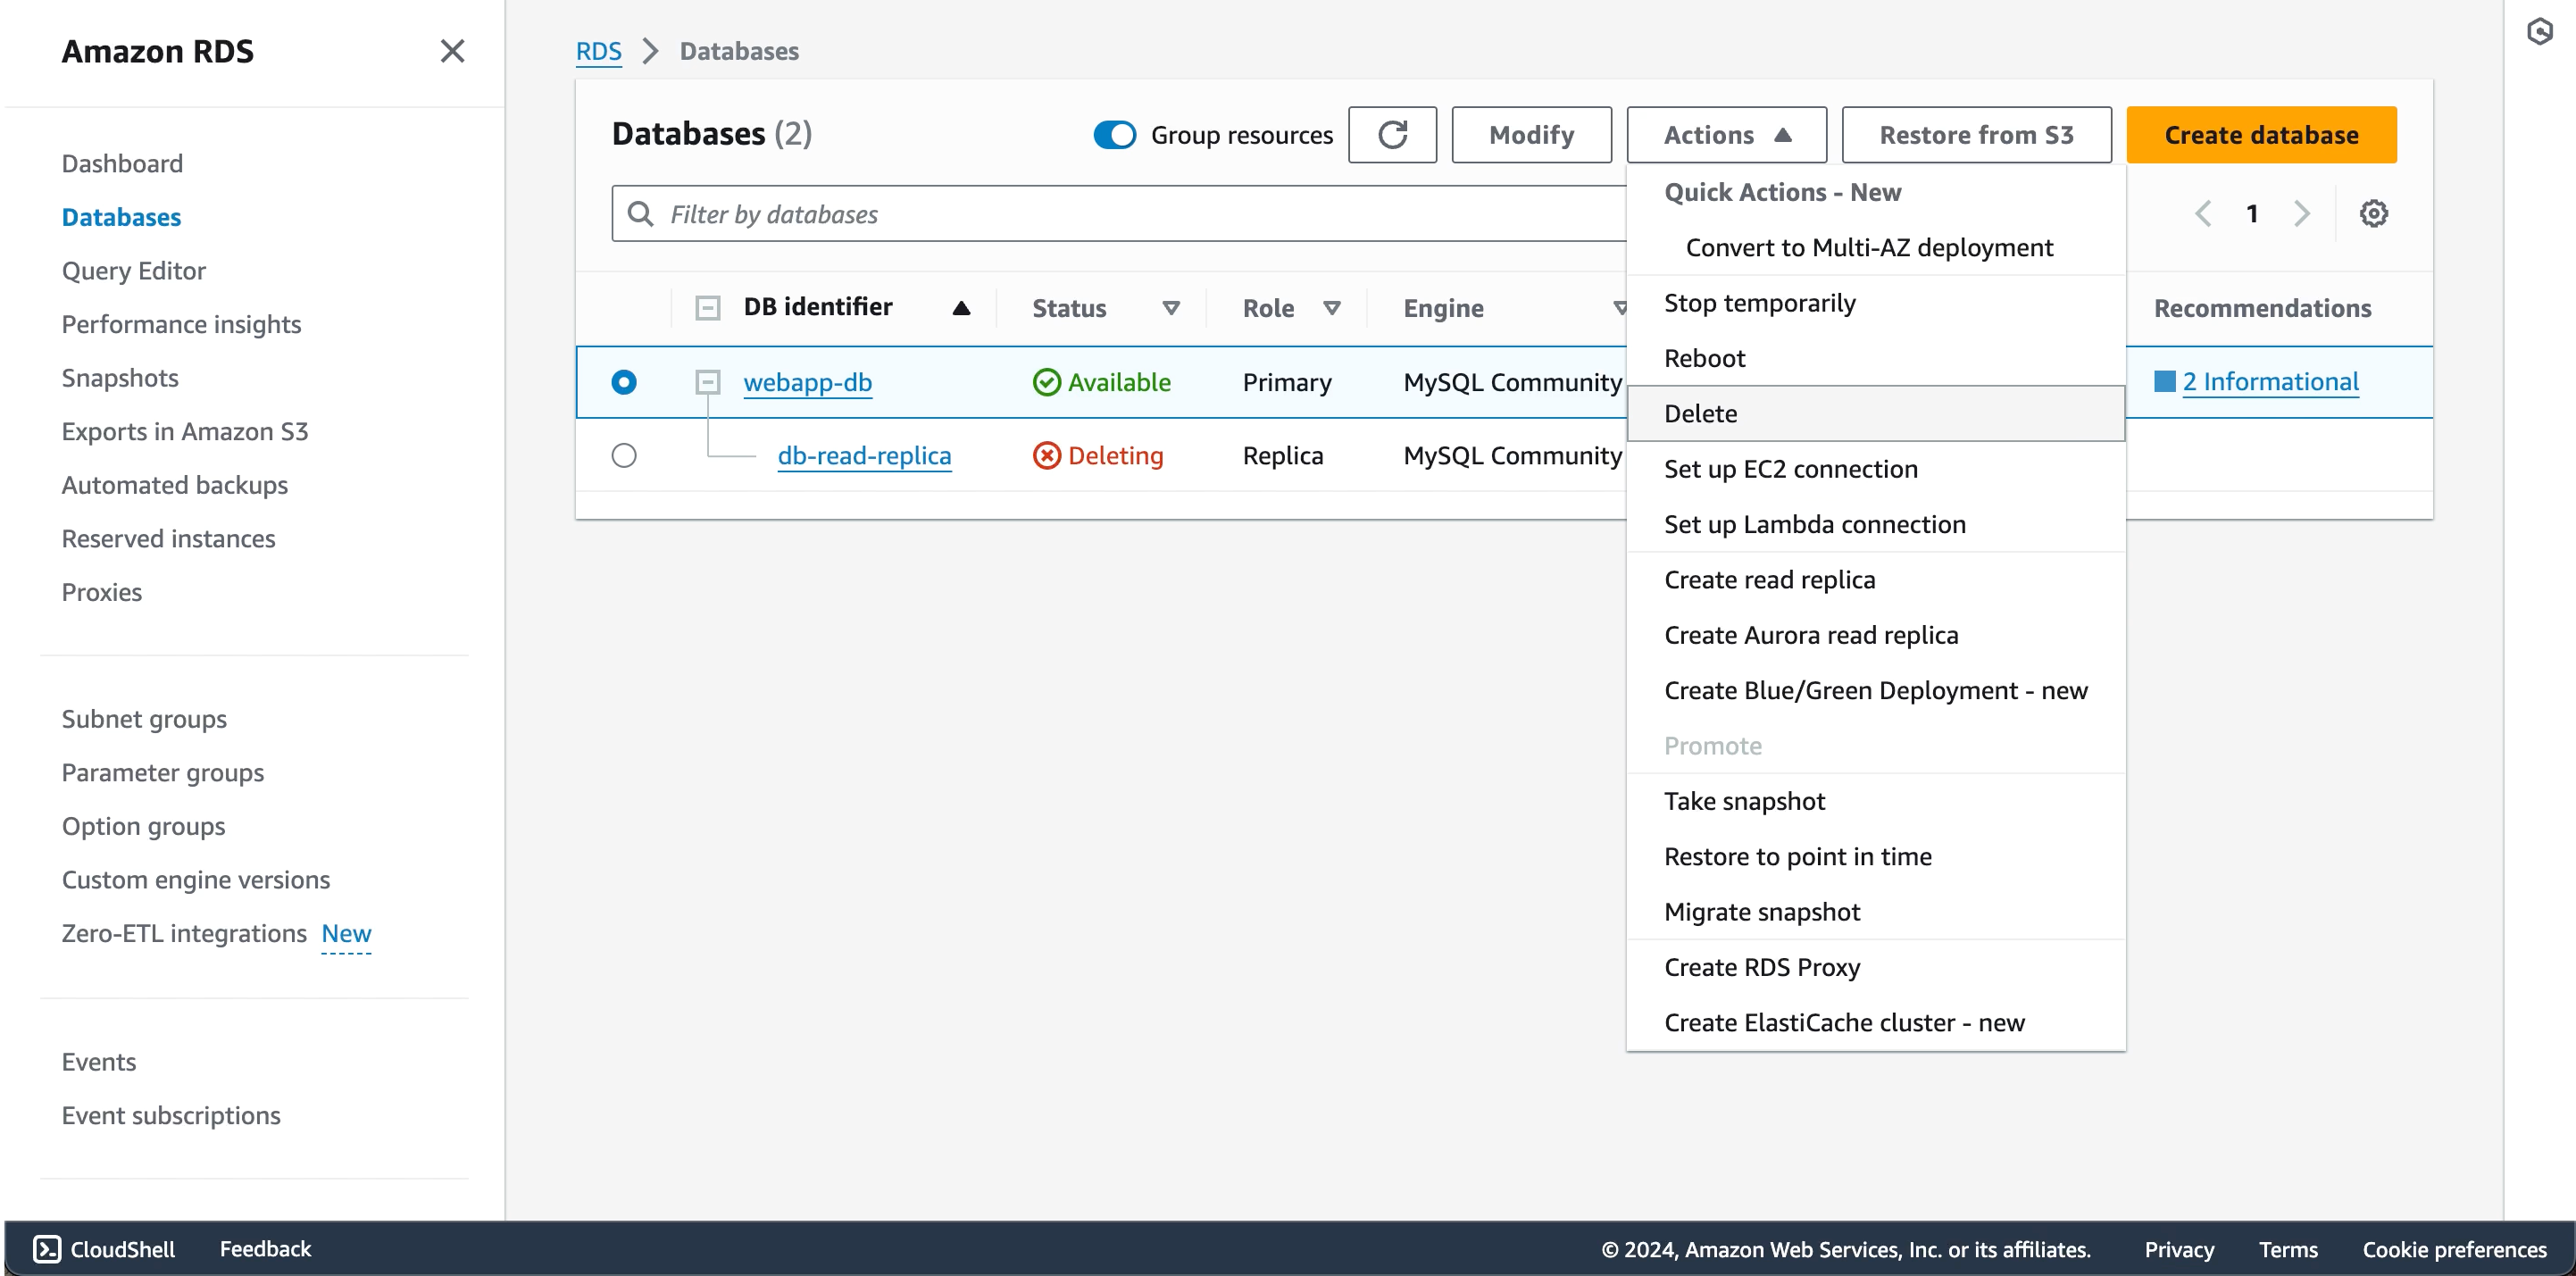 Amazon RDS
Dashboard
Databases
Query Editor
Performance insights
Snapshots
Exports in Amazon S3
Automated backups
Reserved instances
Proxies
Subnet groups
Parameter groups
Option groups
Custom engine versions
Zero-ETL integrations New
Events
Event subscriptions
RDS Databases
Databases (2)
Group resources
Modify
Actions
Restore from S3
Create database
Filter by databases
1
DB identifier Status Role Engine Recommendations
webapp-db Available Primary MySQL Community 2 Informational
db-read-replica Deleting Replica MySQL Community
Quick Actions - New
Convert to Multi-AZ deployment
Stop temporarily
Reboot
Delete
Set up EC2 connection
Set up Lambda connection
Create read replica
Create Aurora read replica
Create Blue/Green Deployment - new
Promote
Take snapshot
Restore to point in time
Migrate snapshot
Create RDS Proxy
Create ElastiCache cluster - new
CloudShell Feedback © 2024, Amazon Web Services, Inc. or its affiliates. Privacy Terms Cookie preferences